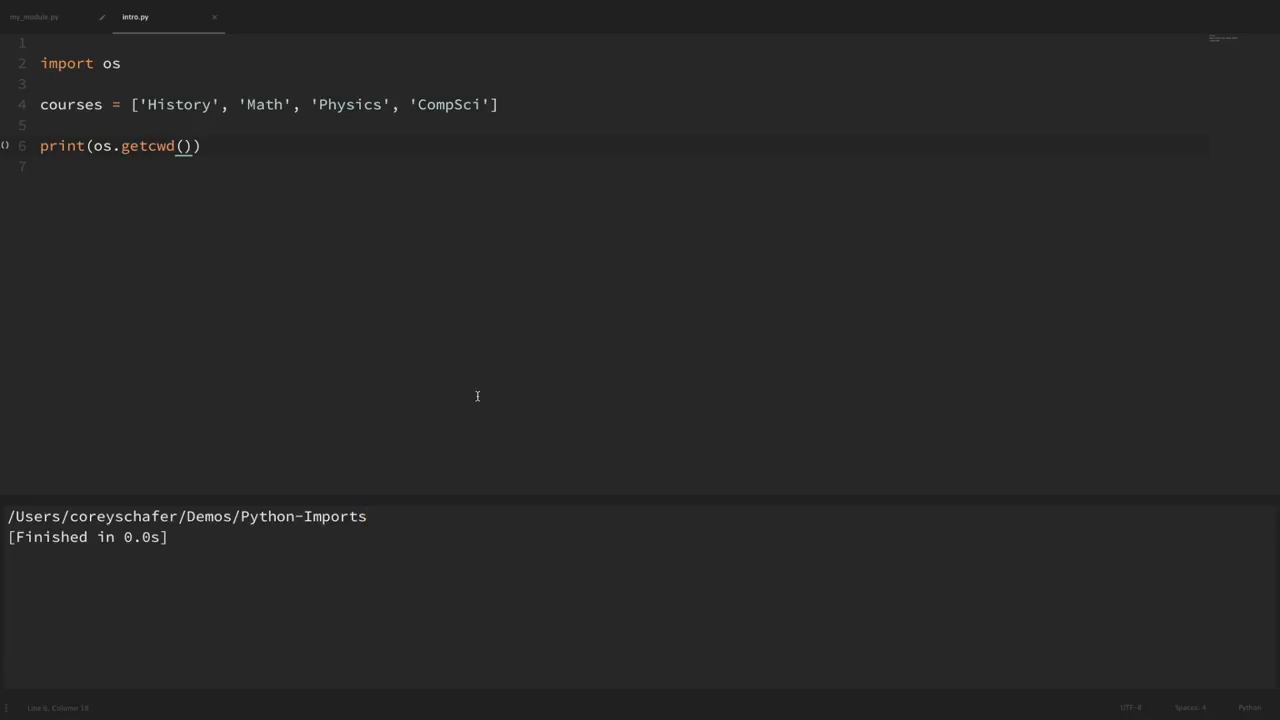 my_module.py
intro.py
1
2 import os
3
4 courses = ['History', 'Math', 'Physics', 'CompSci']
5
6 print(os.getcwd())
7
/Users/coreyschafer/Demos/Python-Imports
[Finished in 0.0s]
Line 6, Column 18
UTF-8
Spaces: 4
Python